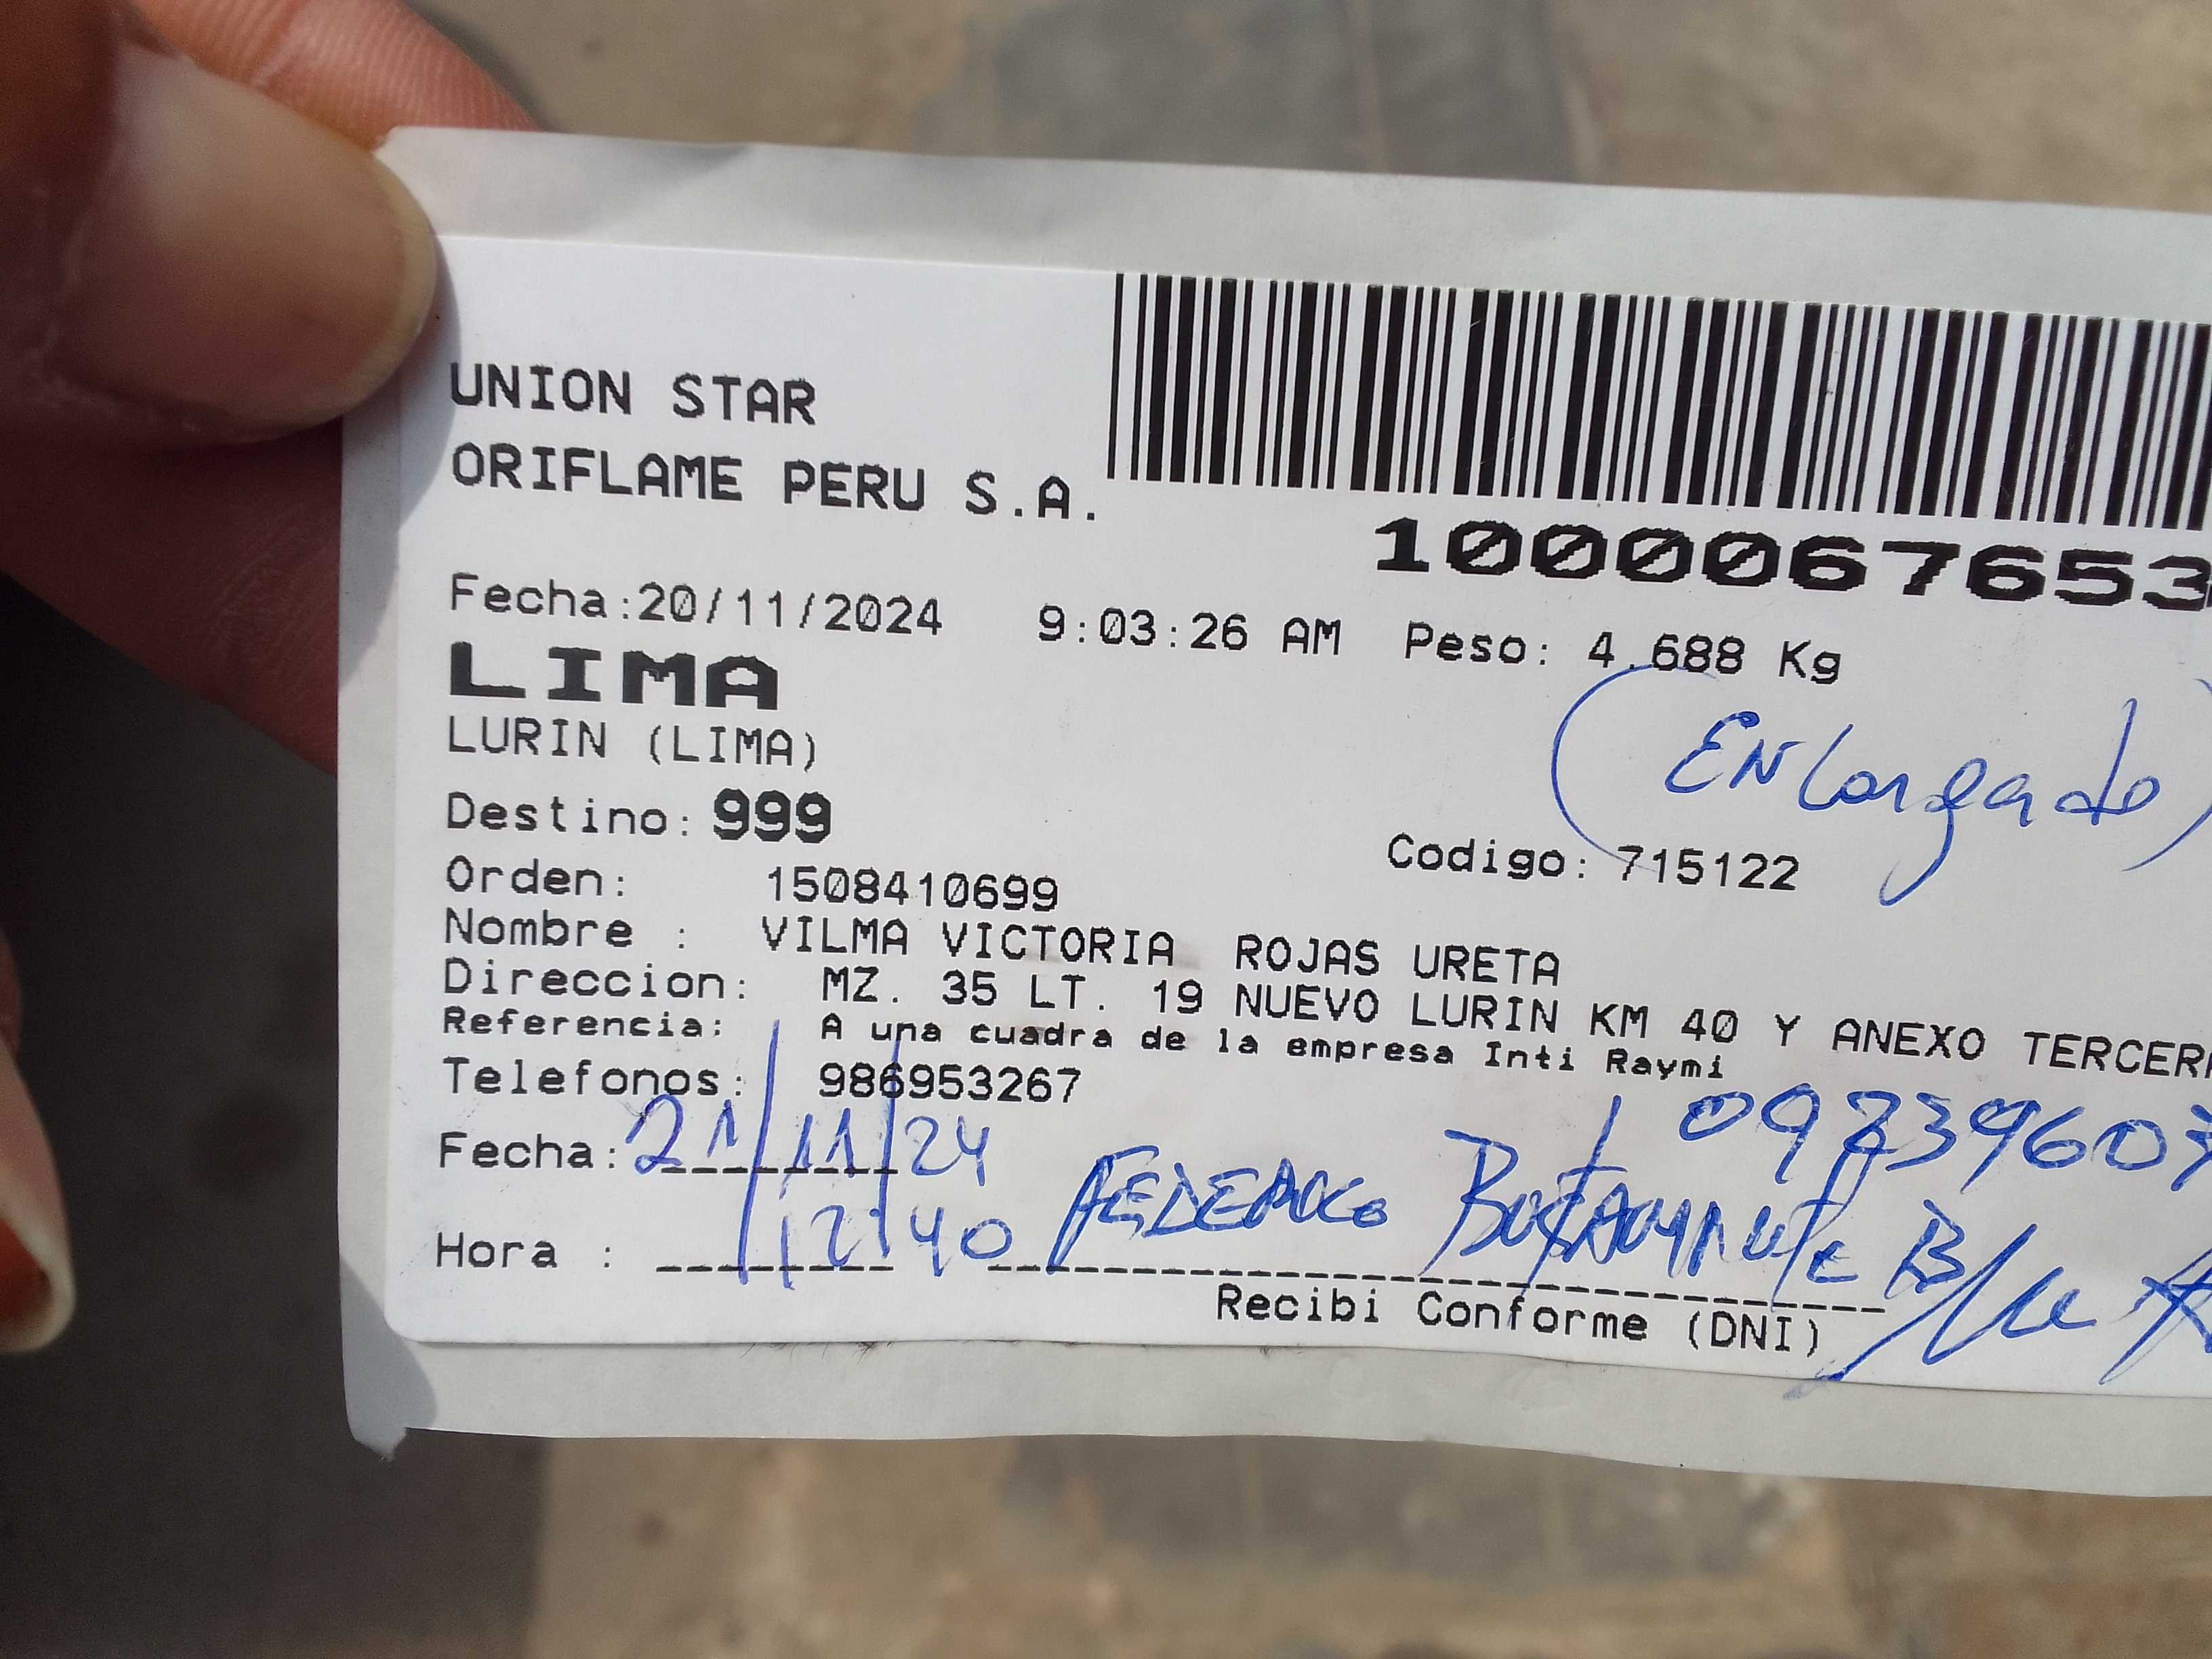 UNION STAR
ORIFLAME PERU S.A.
1000067653
Fecha:20/11/2024 9:03:26 AM Peso: 4.688 Kg
LIMA
LURIN (LIMA)
(Encargado)
Destino: 999
Codigo: 715122
Orden: 1508410699
Nombre : VILMA VICTORIA ROJAS URETA
Direccion: MZ. 35 LT. 19 NUEVO LURIN KM 40 Y ANEXO
Referencia: A una cuadra de la empresa Inti Raymi
Telefonos: 986953267
0923960
Fecha: 21/11/24
Hora : 12:40 FEDERICO
Recibi Conforme (DNI)